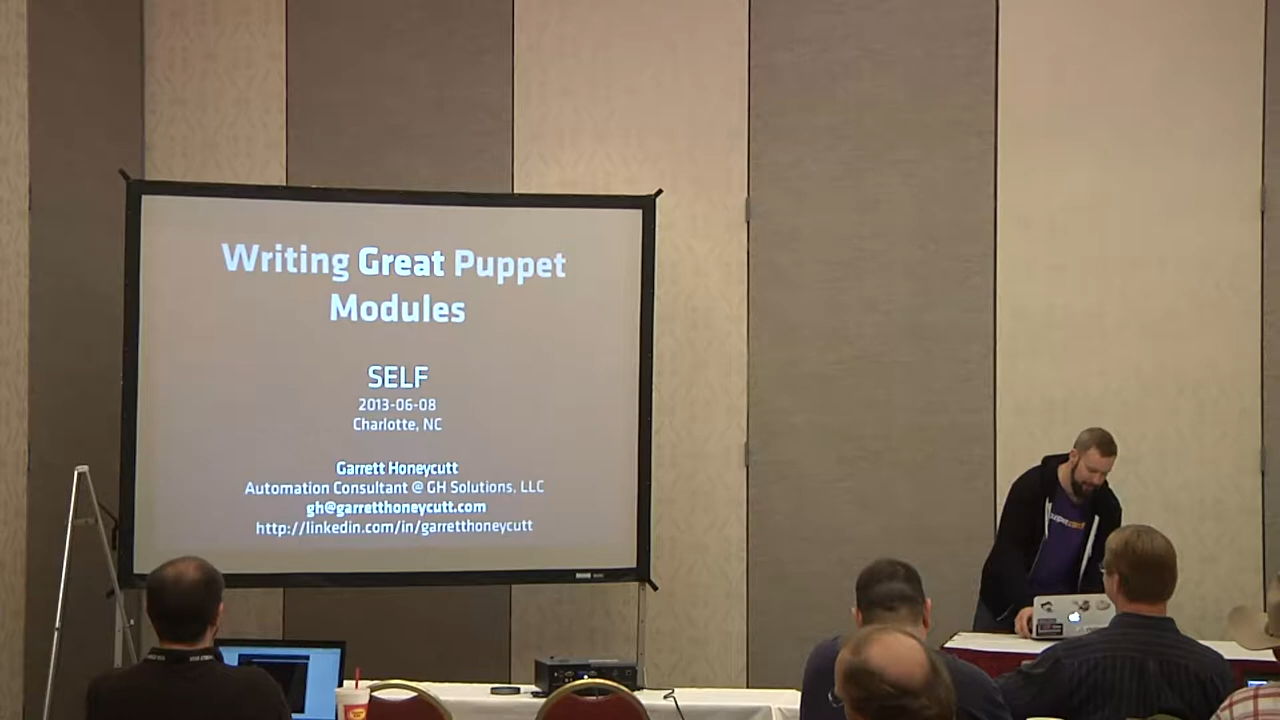 Writing Great Puppet
Modules
SELF
2013-06-08
Charlotte, NC
Garrett Honeycutt
Automation Consultant @ GH Solutions, LLC
gh@garretthoneycutt.com
http://linkedin.com/in/garretthoneycutt